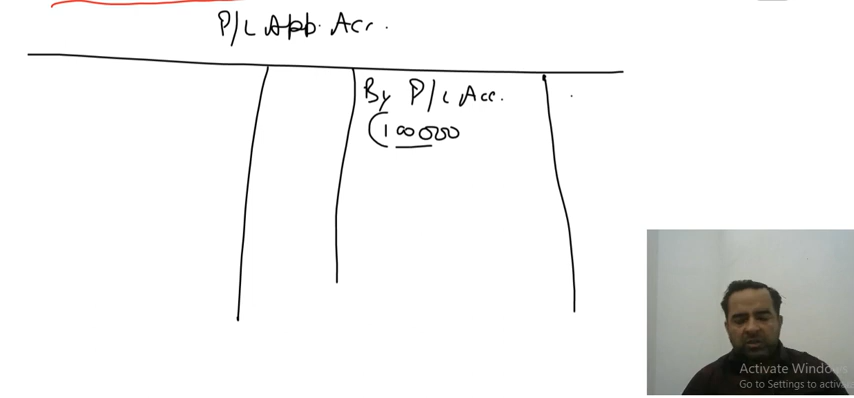 P/L App. Acc.
By P/L Acc.
(100000
Activate Windows
Go to Settings to activa